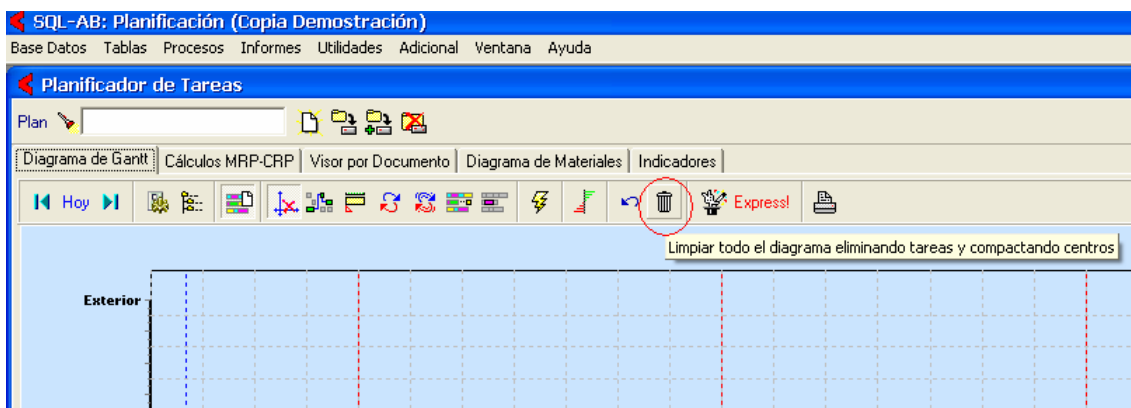 SQL-AB: Planificación (Copia Demostración)
Base Datos Tablas Procesos Informes Utilidades Adicional Ventana Ayuda
Planificador de Tareas
Plan
Diagrama de Gantt Cálculos MRP-CRP Visor por Documento Diagrama de Materiales Indicadores
Hoy Express!
Limpiar todo el diagrama eliminando tareas y compactando centros
Exterior